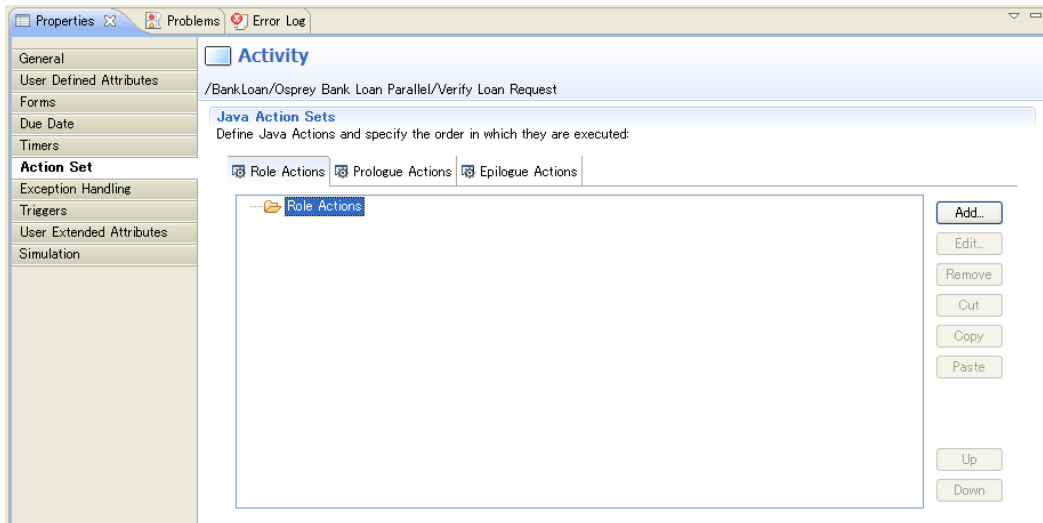 Properties Problems Error Log
General
User Defined Attributes
Forms
Due Date
Timers
Action Set
Exception Handling
Triggers
User Extended Attributes
Simulation
Activity
/BankLoan/Osprey Bank Loan Parallel/Verify Loan Request
Java Action Sets
Define Java Actions and specify the order in which they are executed:
Role Actions Prologue Actions Epilogue Actions
Role Actions
Add...
Edit...
Remove
Cut
Copy
Paste
Up
Down